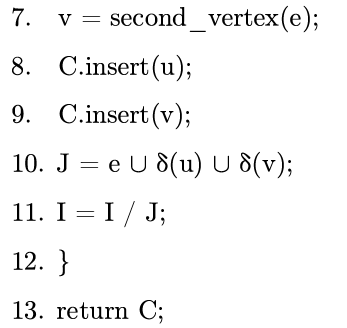 7. v = second_vertex(e);
8. C.insert(u);
9. C.insert(v);
10. J = e ∪ δ(u) ∪ δ(v);
11. I = I / J;
12. }
13. return C;